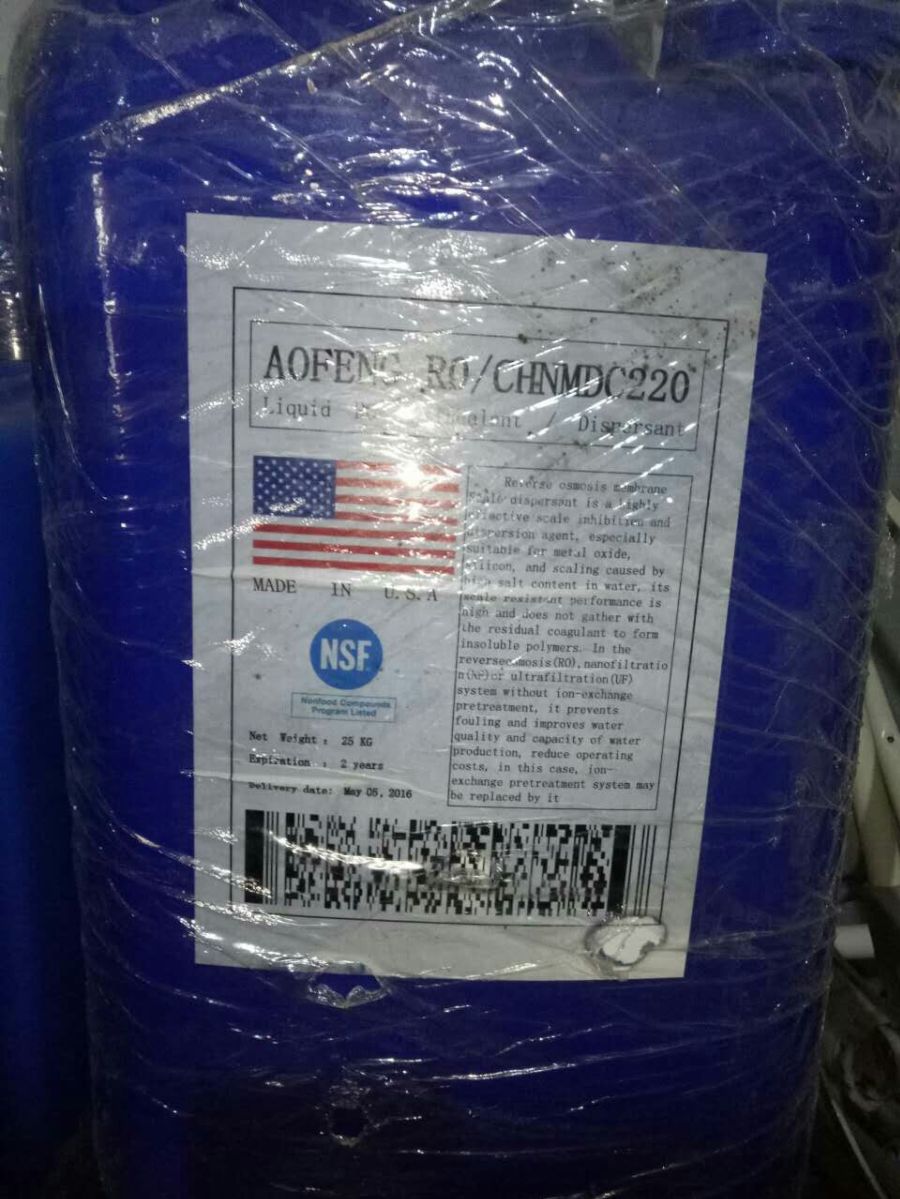 AOFENG RO/CHNMDC220
Liquid / Dispersant
Reverse osmosis membrane
Scale dispersant is a highly
effective scale inhibition and
dispersion agent, especially
suitable for metal oxide,
silicon, and scaling caused by
high salt content in water, its
scale resistant performance is
high and does not gather with
the residual coagulant to form
insoluble polymers. In the
reverseosmosis(RO),nanofiltratio
n(NF)or ultrafiltration(UF)
system without ion-exchange
pretreatment, it prevents
fouling and improves water
quality and capacity of water
production, reduce operating
costs, in this case, ion-
exchange pretreatment system may
be replaced by it
MADE IN U.S.A
NSF
Nonfood Compounds
Program Listed
Net Weight : 25 KG
Expiration : 2 years
Delivery date: May 05, 2016